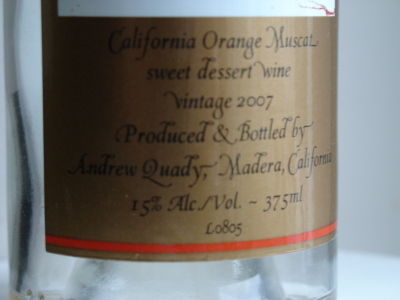 California Orange Muscat
sweet dessert wine
vintage 2007
Produced & Bottled by
Andrew Quady, Madera, California
15% Alc./Vol. ~ 375ml
L0805